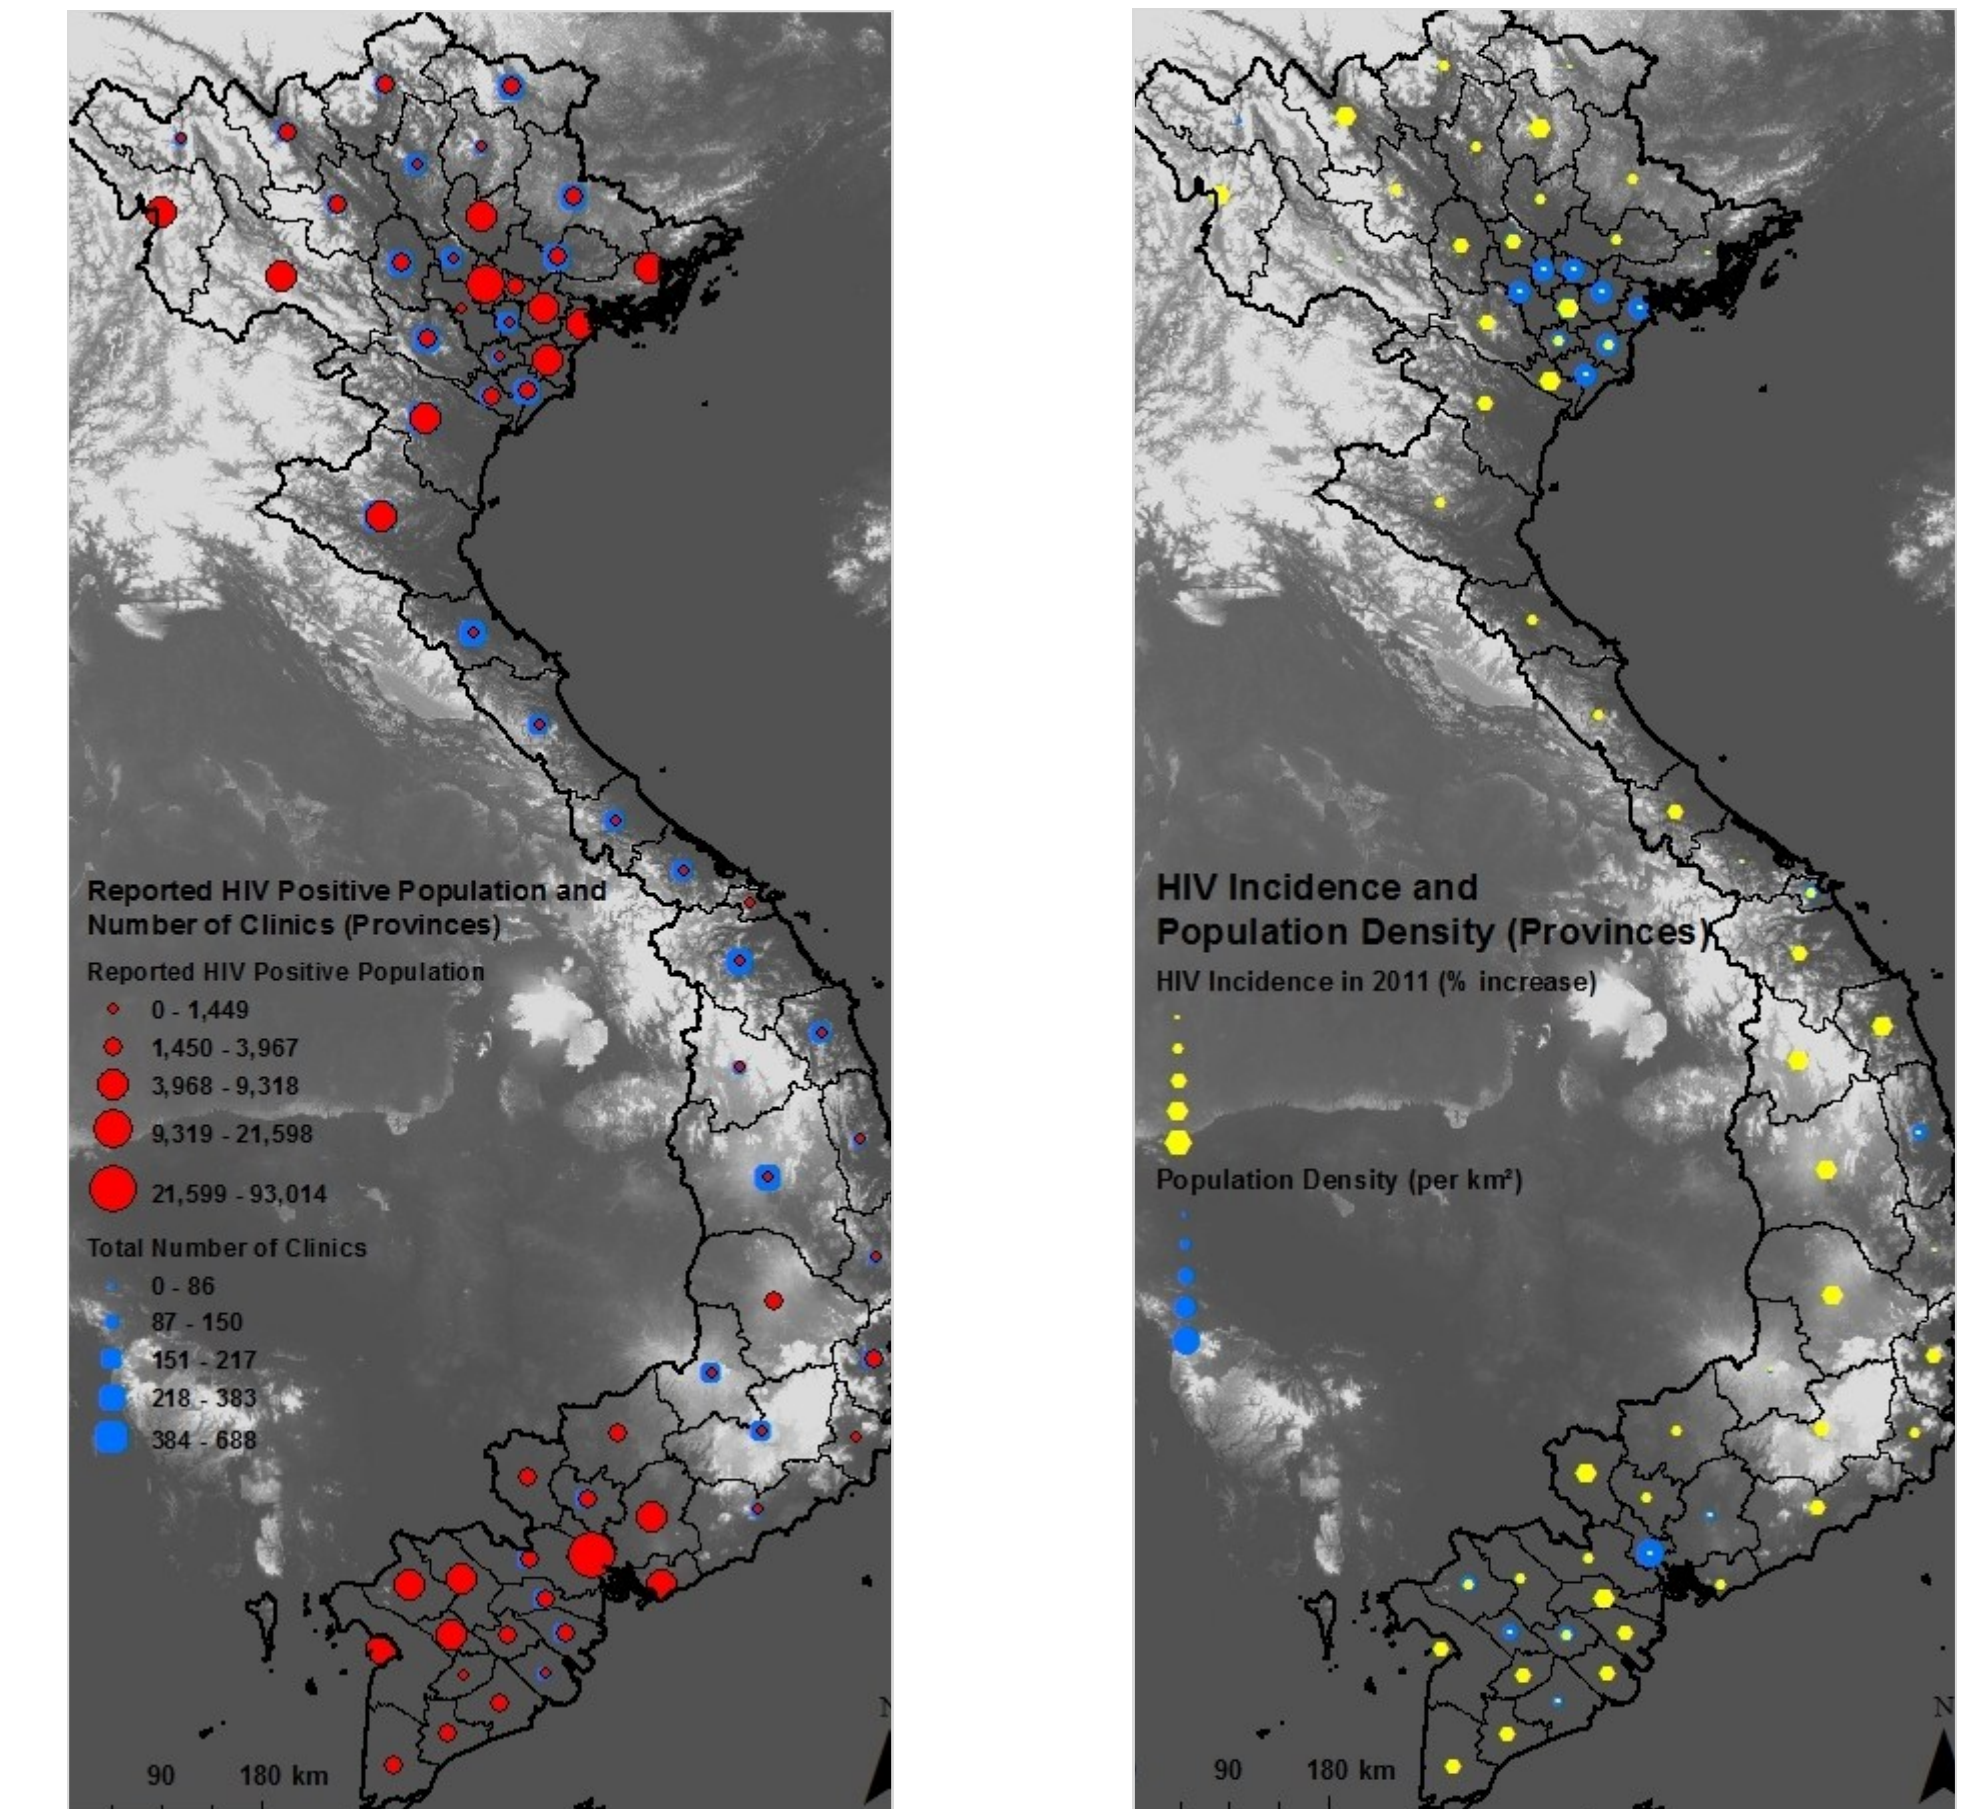 Reported HIV Positive Population and
Number of Clinics (Provinces)
Reported HIV Positive Population
0 - 1,449
1,450 - 3,967
3,968 - 9,318
9,319 - 21,598
21,599 - 93,014
Total Number of Clinics
0 - 86
87 - 150
151 - 217
218 - 383
384 - 688
90 180 km
N
HIV Incidence and
Population Density (Provinces)
HIV Incidence in 2011 (% increase)
Population Density (per km²)
90 180 km
N